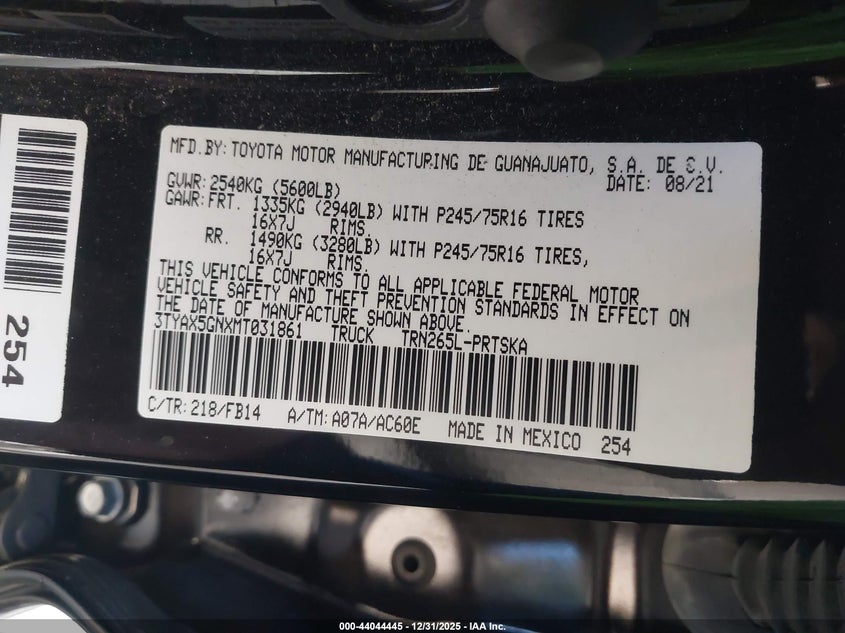 MFD.BY:TOYOTA MOTOR MANUFACTURING DE GUANAJUATO, S.A. DE C.V.
DATE: 08/21
GVWR:2540KG (5600LB)
GAWR:FRT. 1335KG (2940LB) WITH P245/75R16 TIRES
16X7J RIMS.
RR. 1490KG (3280LB) WITH P245/75R16 TIRES,
16X7J RIMS.
THIS VEHICLE CONFORMS TO ALL APPLICABLE FEDERAL MOTOR
VEHICLE SAFETY AND THEFT PREVENTION STANDARDS IN EFFECT ON
THE DATE OF MANUFACTURE SHOWN ABOVE.
3TYAX5GNXMT031861 TRUCK TRN265L-PRTSKA
C/TR:218/FB14 A/TM:A07A/AC60E MADE IN MEXICO 254
254
000-44044445 - 12/31/2025 - IAA Inc.